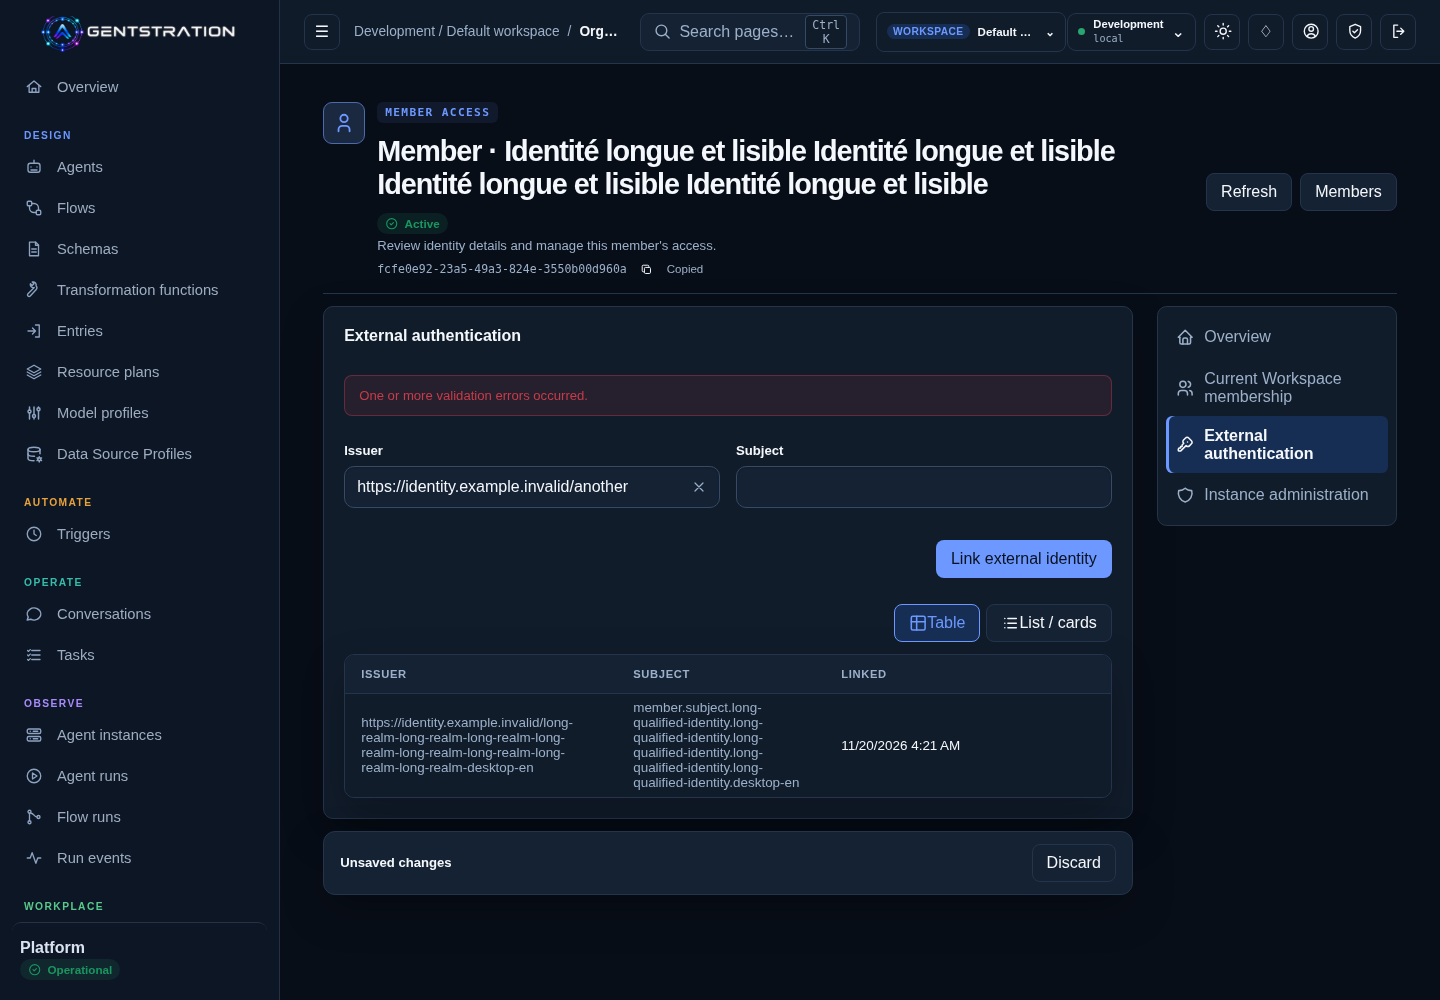 GENTSTRATION
Overview
DESIGN
Agents
Flows
Schemas
Transformation functions
Entries
Resource plans
Model profiles
Data Source Profiles
AUTOMATE
Triggers
OPERATE
Conversations
Tasks
OBSERVE
Agent instances
Agent runs
Flow runs
Run events
WORKPLACE
Platform
Operational
Development / Default workspace / Org…
Search pages…
Ctrl
K
WORKSPACE Default …
Development
local
MEMBER ACCESS
Member · Identité longue et lisible Identité longue et lisible
Identité longue et lisible Identité longue et lisible
Active
Review identity details and manage this member's access.
fcfe0e92-23a5-49a3-824e-3550b00d960a Copied
Refresh
Members
External authentication
One or more validation errors occurred.
Issuer
https://identity.example.invalid/another
Subject
Link external identity
Table
List / cards
ISSUER SUBJECT LINKED
https://identity.example.invalid/long-
realm-long-realm-long-realm-long-
realm-long-realm-long-realm-long-
realm-long-realm-desktop-en
member.subject.long-
qualified-identity.long-
qualified-identity.long-
qualified-identity.long-
qualified-identity.long-
qualified-identity.desktop-en
11/20/2026 4:21 AM
Unsaved changes
Discard
Overview
Current Workspace
membership
External
authentication
Instance administration